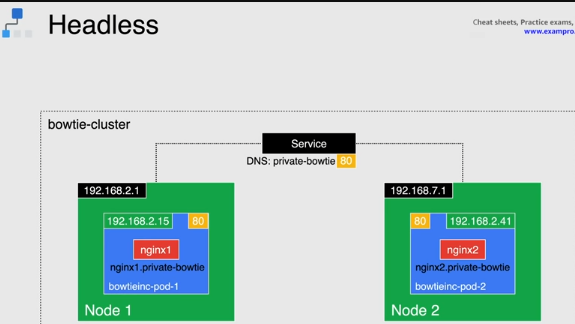 Headless
Cheat sheets, Practice exams,
www.exampro.
bowtie-cluster
Service
DNS: private-bowtie 80
192.168.2.1
192.168.2.15 80
nginx1
nginx1.private-bowtie
bowtieinc-pod-1
Node 1
192.168.7.1
80 192.168.2.41
nginx2
nginx2.private-bowtie
bowtieinc-pod-2
Node 2